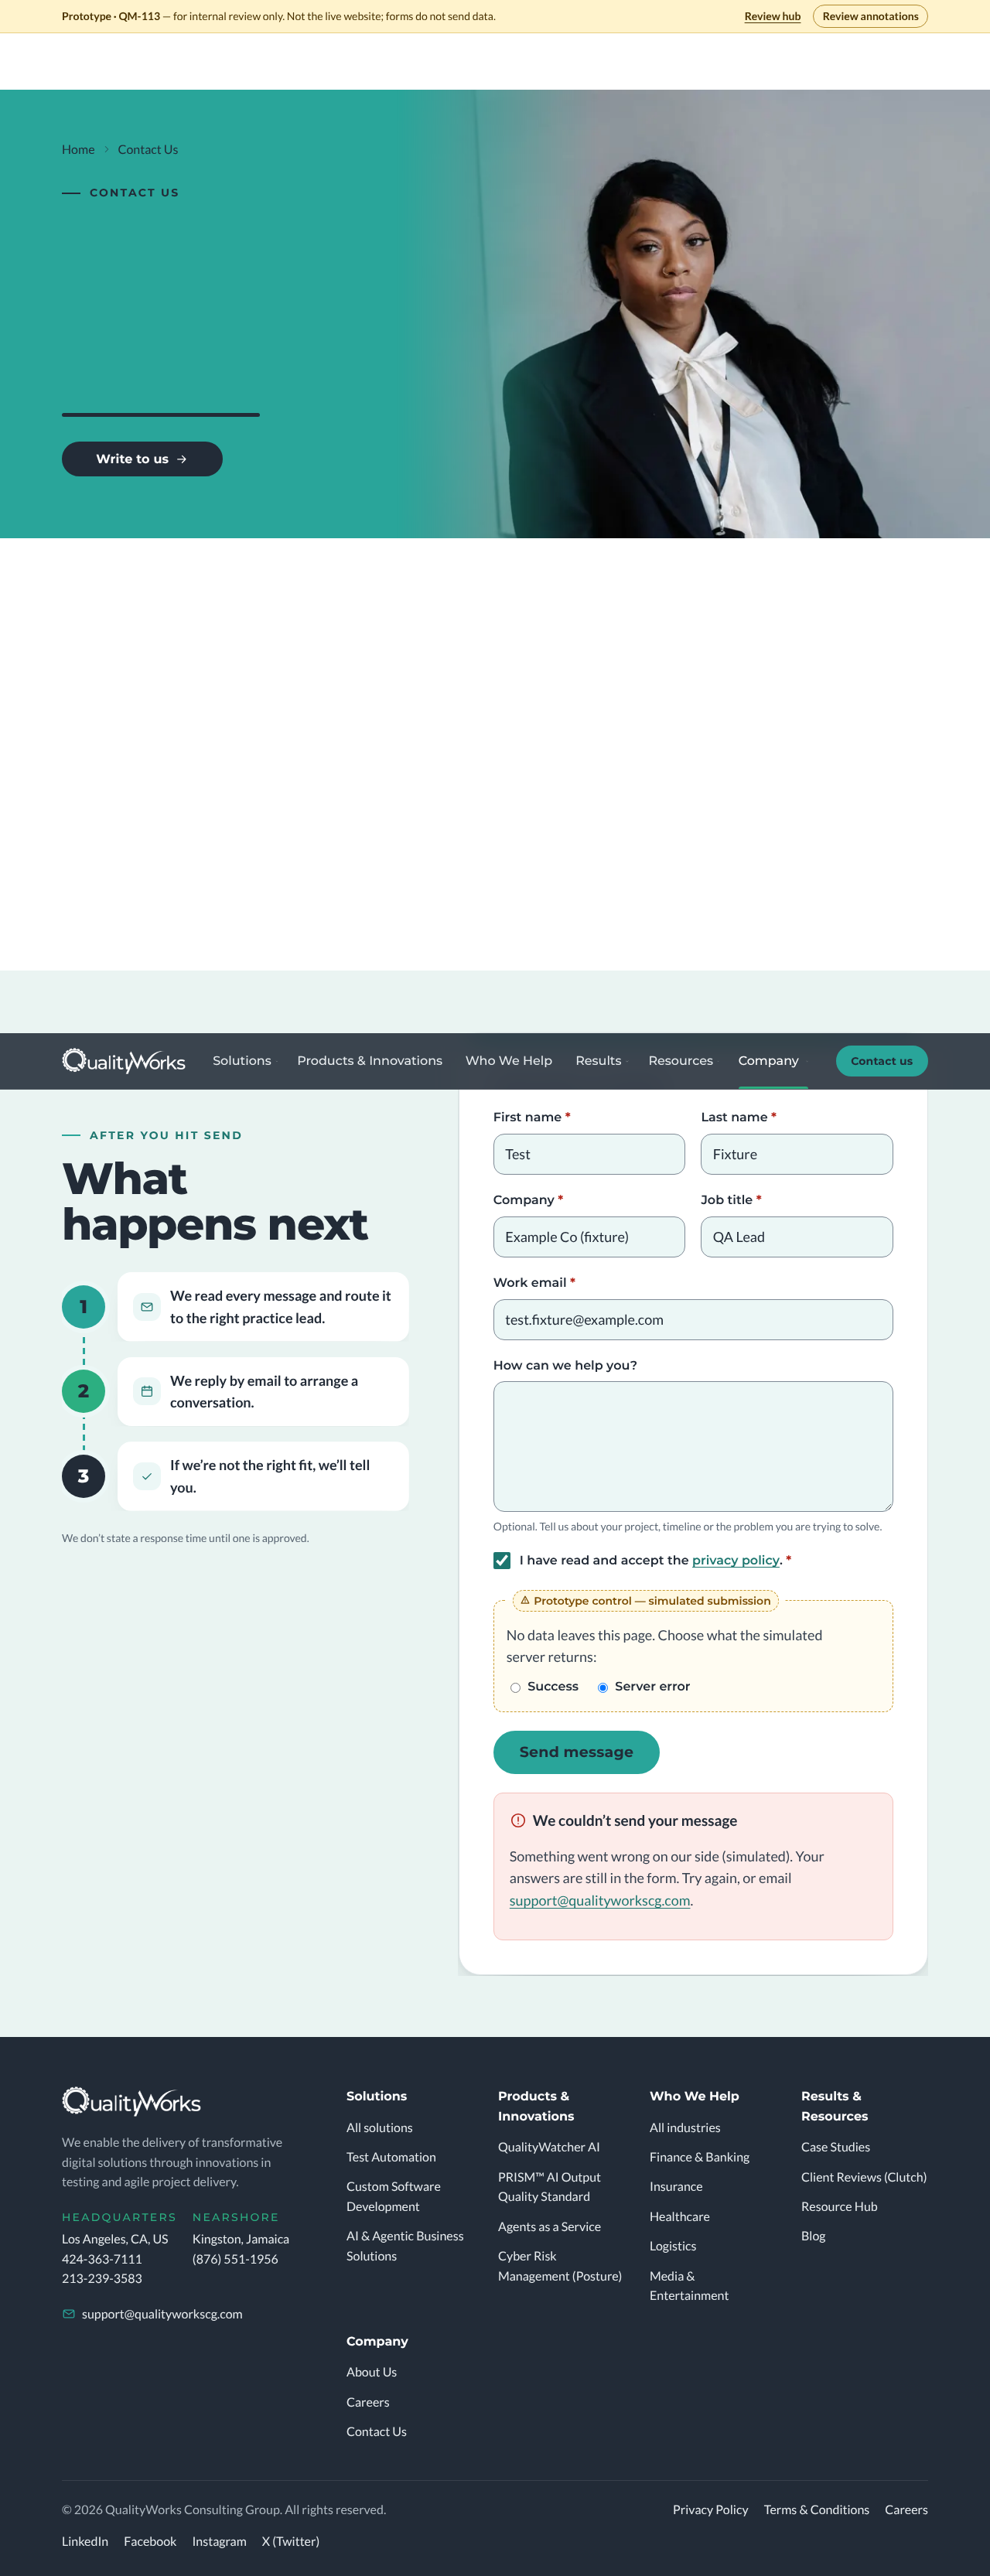 Prototype · QM-113 — for internal review only. Not the live website; forms do not send data.
Review hub
Review annotations
Home
Contact Us
CONTACT US
Write to us
QualityWorks
Solutions
Products & Innovations
Who We Help
Results
Resources
Company
Contact us
AFTER YOU HIT SEND
What
happens next
1
We read every message and route it
to the right practice lead.
2
We reply by email to arrange a
conversation.
3
If we’re not the right fit, we’ll tell
you.
We don’t state a response time until one is approved.
First name *
Last name *
Test
Fixture
Company *
Job title *
Example Co (fixture)
QA Lead
Work email *
test.fixture@example.com
How can we help you?
Optional. Tell us about your project, timeline or the problem you are trying to solve.
I have read and accept the privacy policy. *
Prototype control — simulated submission
No data leaves this page. Choose what the simulated
server returns:
Success
Server error
Send message
We couldn’t send your message
Something went wrong on our side (simulated). Your
answers are still in the form. Try again, or email
support@qualityworkscg.com.
QualityWorks
We enable the delivery of transformative
digital solutions through innovations in
testing and agile project delivery.
HEADQUARTERS
Los Angeles, CA, US
424-363-7111
213-239-3583
NEARSHORE
Kingston, Jamaica
(876) 551-1956
support@qualityworkscg.com
Solutions
All solutions
Test Automation
Custom Software
Development
AI & Agentic Business
Solutions
Products &
Innovations
QualityWatcher AI
PRISM™ AI Output
Quality Standard
Agents as a Service
Cyber Risk
Management (Posture)
Who We Help
All industries
Finance & Banking
Insurance
Healthcare
Logistics
Media &
Entertainment
Results &
Resources
Case Studies
Client Reviews (Clutch)
Resource Hub
Blog
Company
About Us
Careers
Contact Us
© 2026 QualityWorks Consulting Group. All rights reserved.
Privacy Policy
Terms & Conditions
Careers
LinkedIn
Facebook
Instagram
X (Twitter)